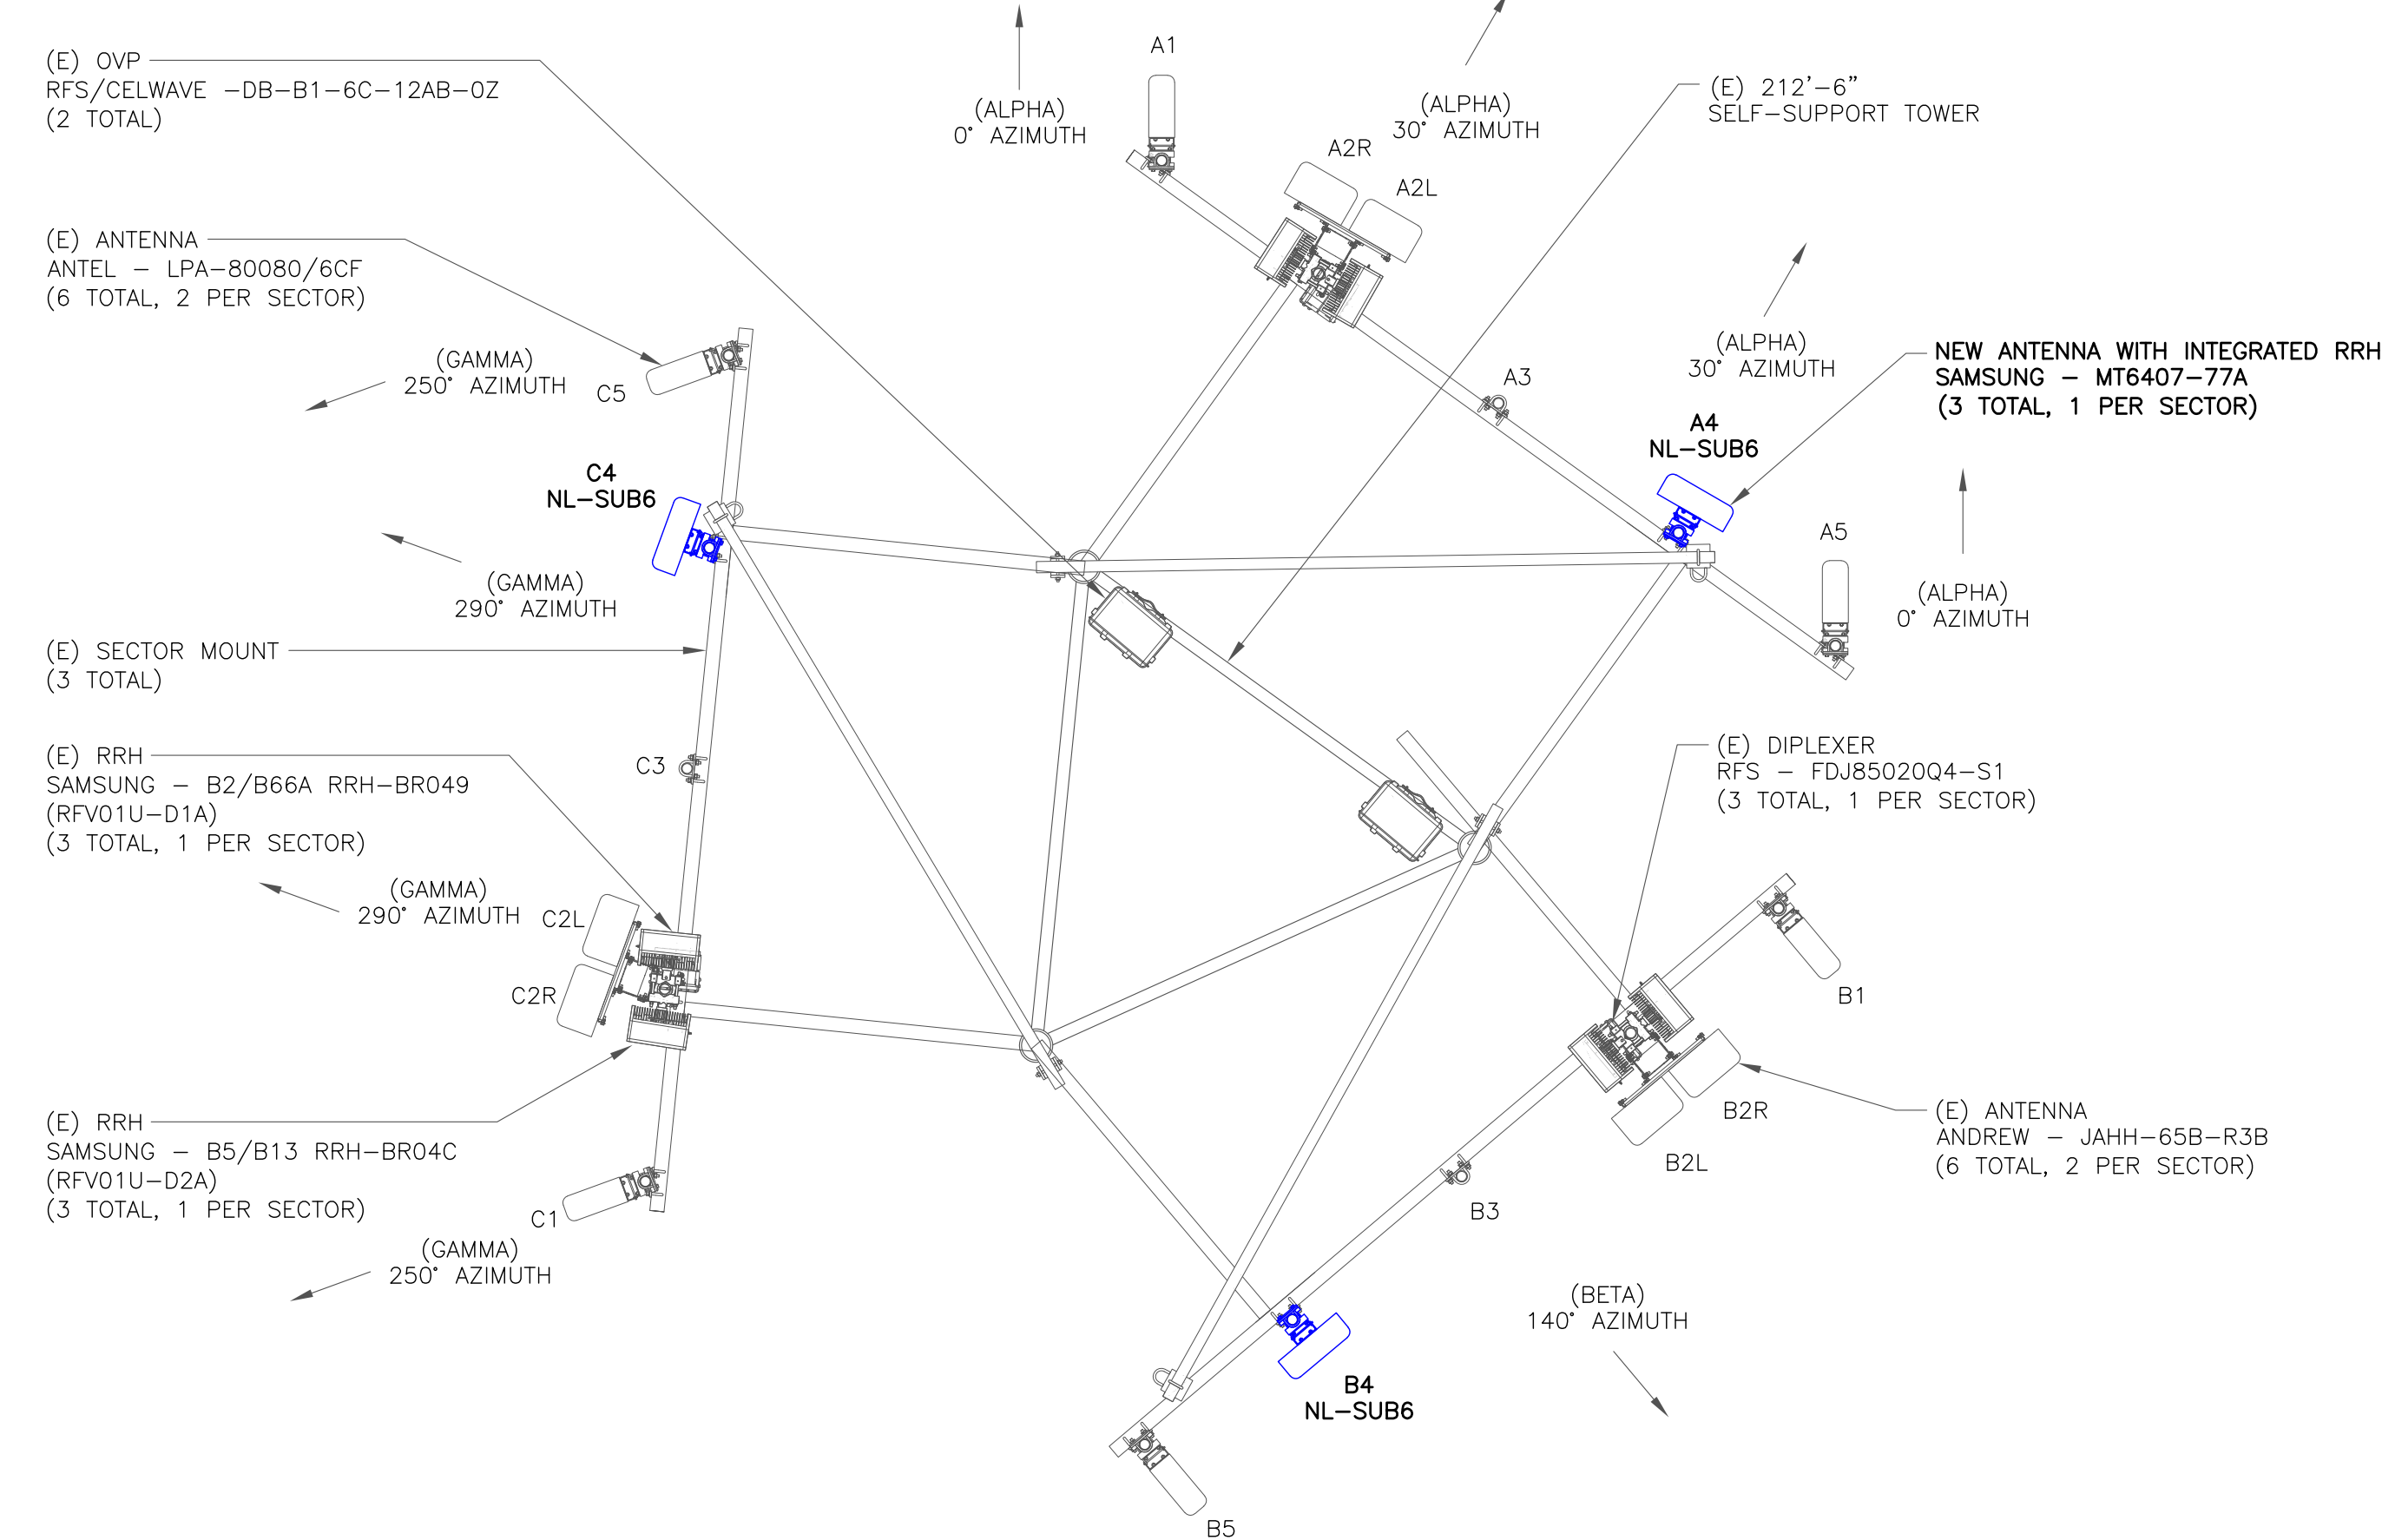 (E) OVP
RFS/CELWAVE -DB-B1-6C-12AB-0Z
(2 TOTAL)
(E) ANTENNA
ANTEL - LPA-80080/6CF
(6 TOTAL, 2 PER SECTOR)
(GAMMA)
250° AZIMUTH
C5
C4
NL-SUB6
(GAMMA)
290° AZIMUTH
(E) SECTOR MOUNT
(3 TOTAL)
C3
(E) RRH
SAMSUNG - B2/B66A RRH-BR049
(RFV01U-D1A)
(3 TOTAL, 1 PER SECTOR)
(GAMMA)
290° AZIMUTH
C2L
C2R
(E) RRH
SAMSUNG - B5/B13 RRH-BR04C
(RFV01U-D2A)
(3 TOTAL, 1 PER SECTOR)
C1
(GAMMA)
250° AZIMUTH
(ALPHA)
0° AZIMUTH
A1
A2R
A2L
(ALPHA)
30° AZIMUTH
(E) 212'-6"
SELF-SUPPORT TOWER
A3
(ALPHA)
30° AZIMUTH
NEW ANTENNA WITH INTEGRATED RRH
SAMSUNG - MT6407-77A
(3 TOTAL, 1 PER SECTOR)
A4
NL-SUB6
A5
(ALPHA)
0° AZIMUTH
(E) DIPLEXER
RFS - FDJ85020Q4-S1
(3 TOTAL, 1 PER SECTOR)
B1
B2R
B2L
(E) ANTENNA
ANDREW - JAHH-65B-R3B
(6 TOTAL, 2 PER SECTOR)
B3
(BETA)
140° AZIMUTH
B4
NL-SUB6
B5